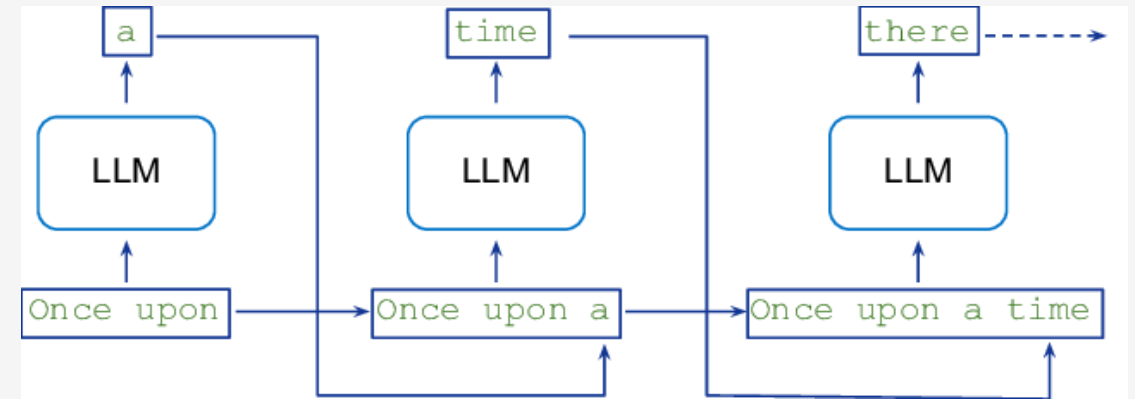 a
time
there
LLM
LLM
LLM
Once upon
Once upon a
Once upon a time